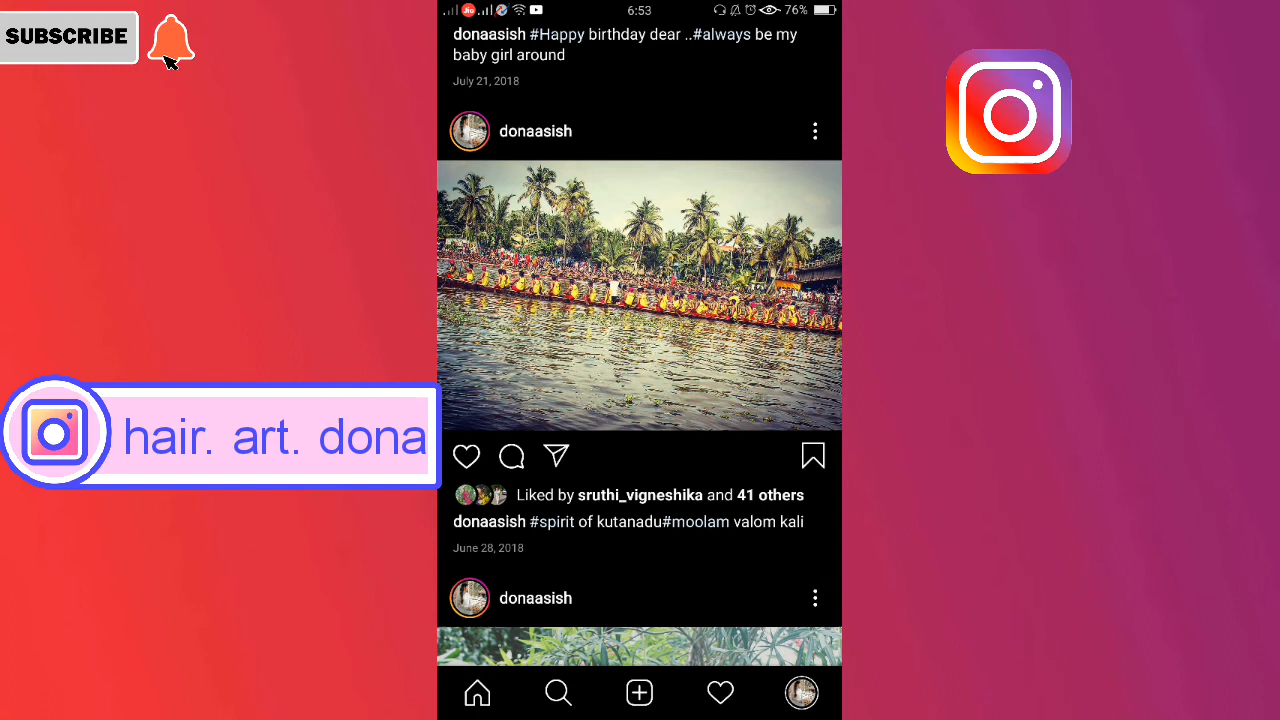 SUBSCRIBE
6:53
76%
Jio
donaasish #Happy birthday dear ..#always be my
baby girl around
July 21, 2018
donaasish
Liked by sruthi_vigneshika and 41 others
donaasish #spirit of kutanadu#moolam valom kali
June 28, 2018
donaasish
hair. art. dona